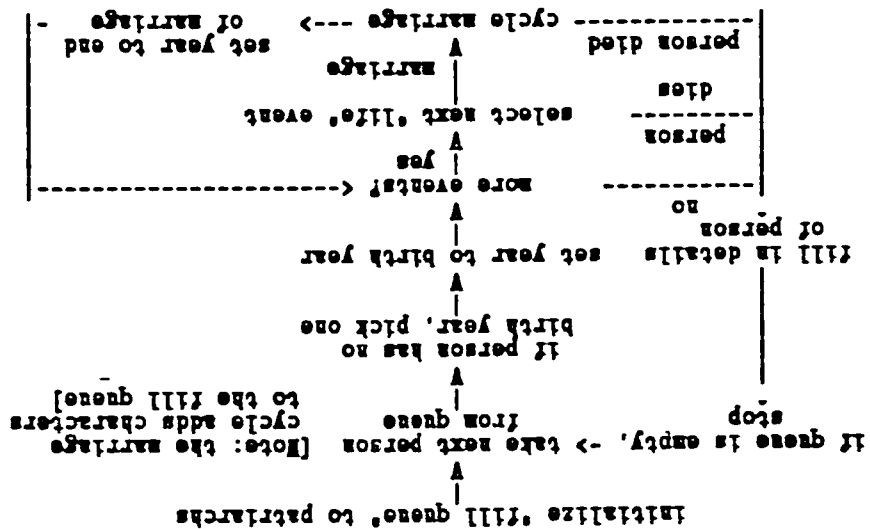 initialize "fill queue" to patriarchs
if queue is empty, -> take next person [Note: the marriage
stop from queue cycle adds characters
to the fill queue]
if person has no
birth year, pick one
fill in details set year to birth year
of person
no
more events? <
yes
person
select next "life" event
dies
marriage
person died cycle marriage ---> set year to end
of marriage